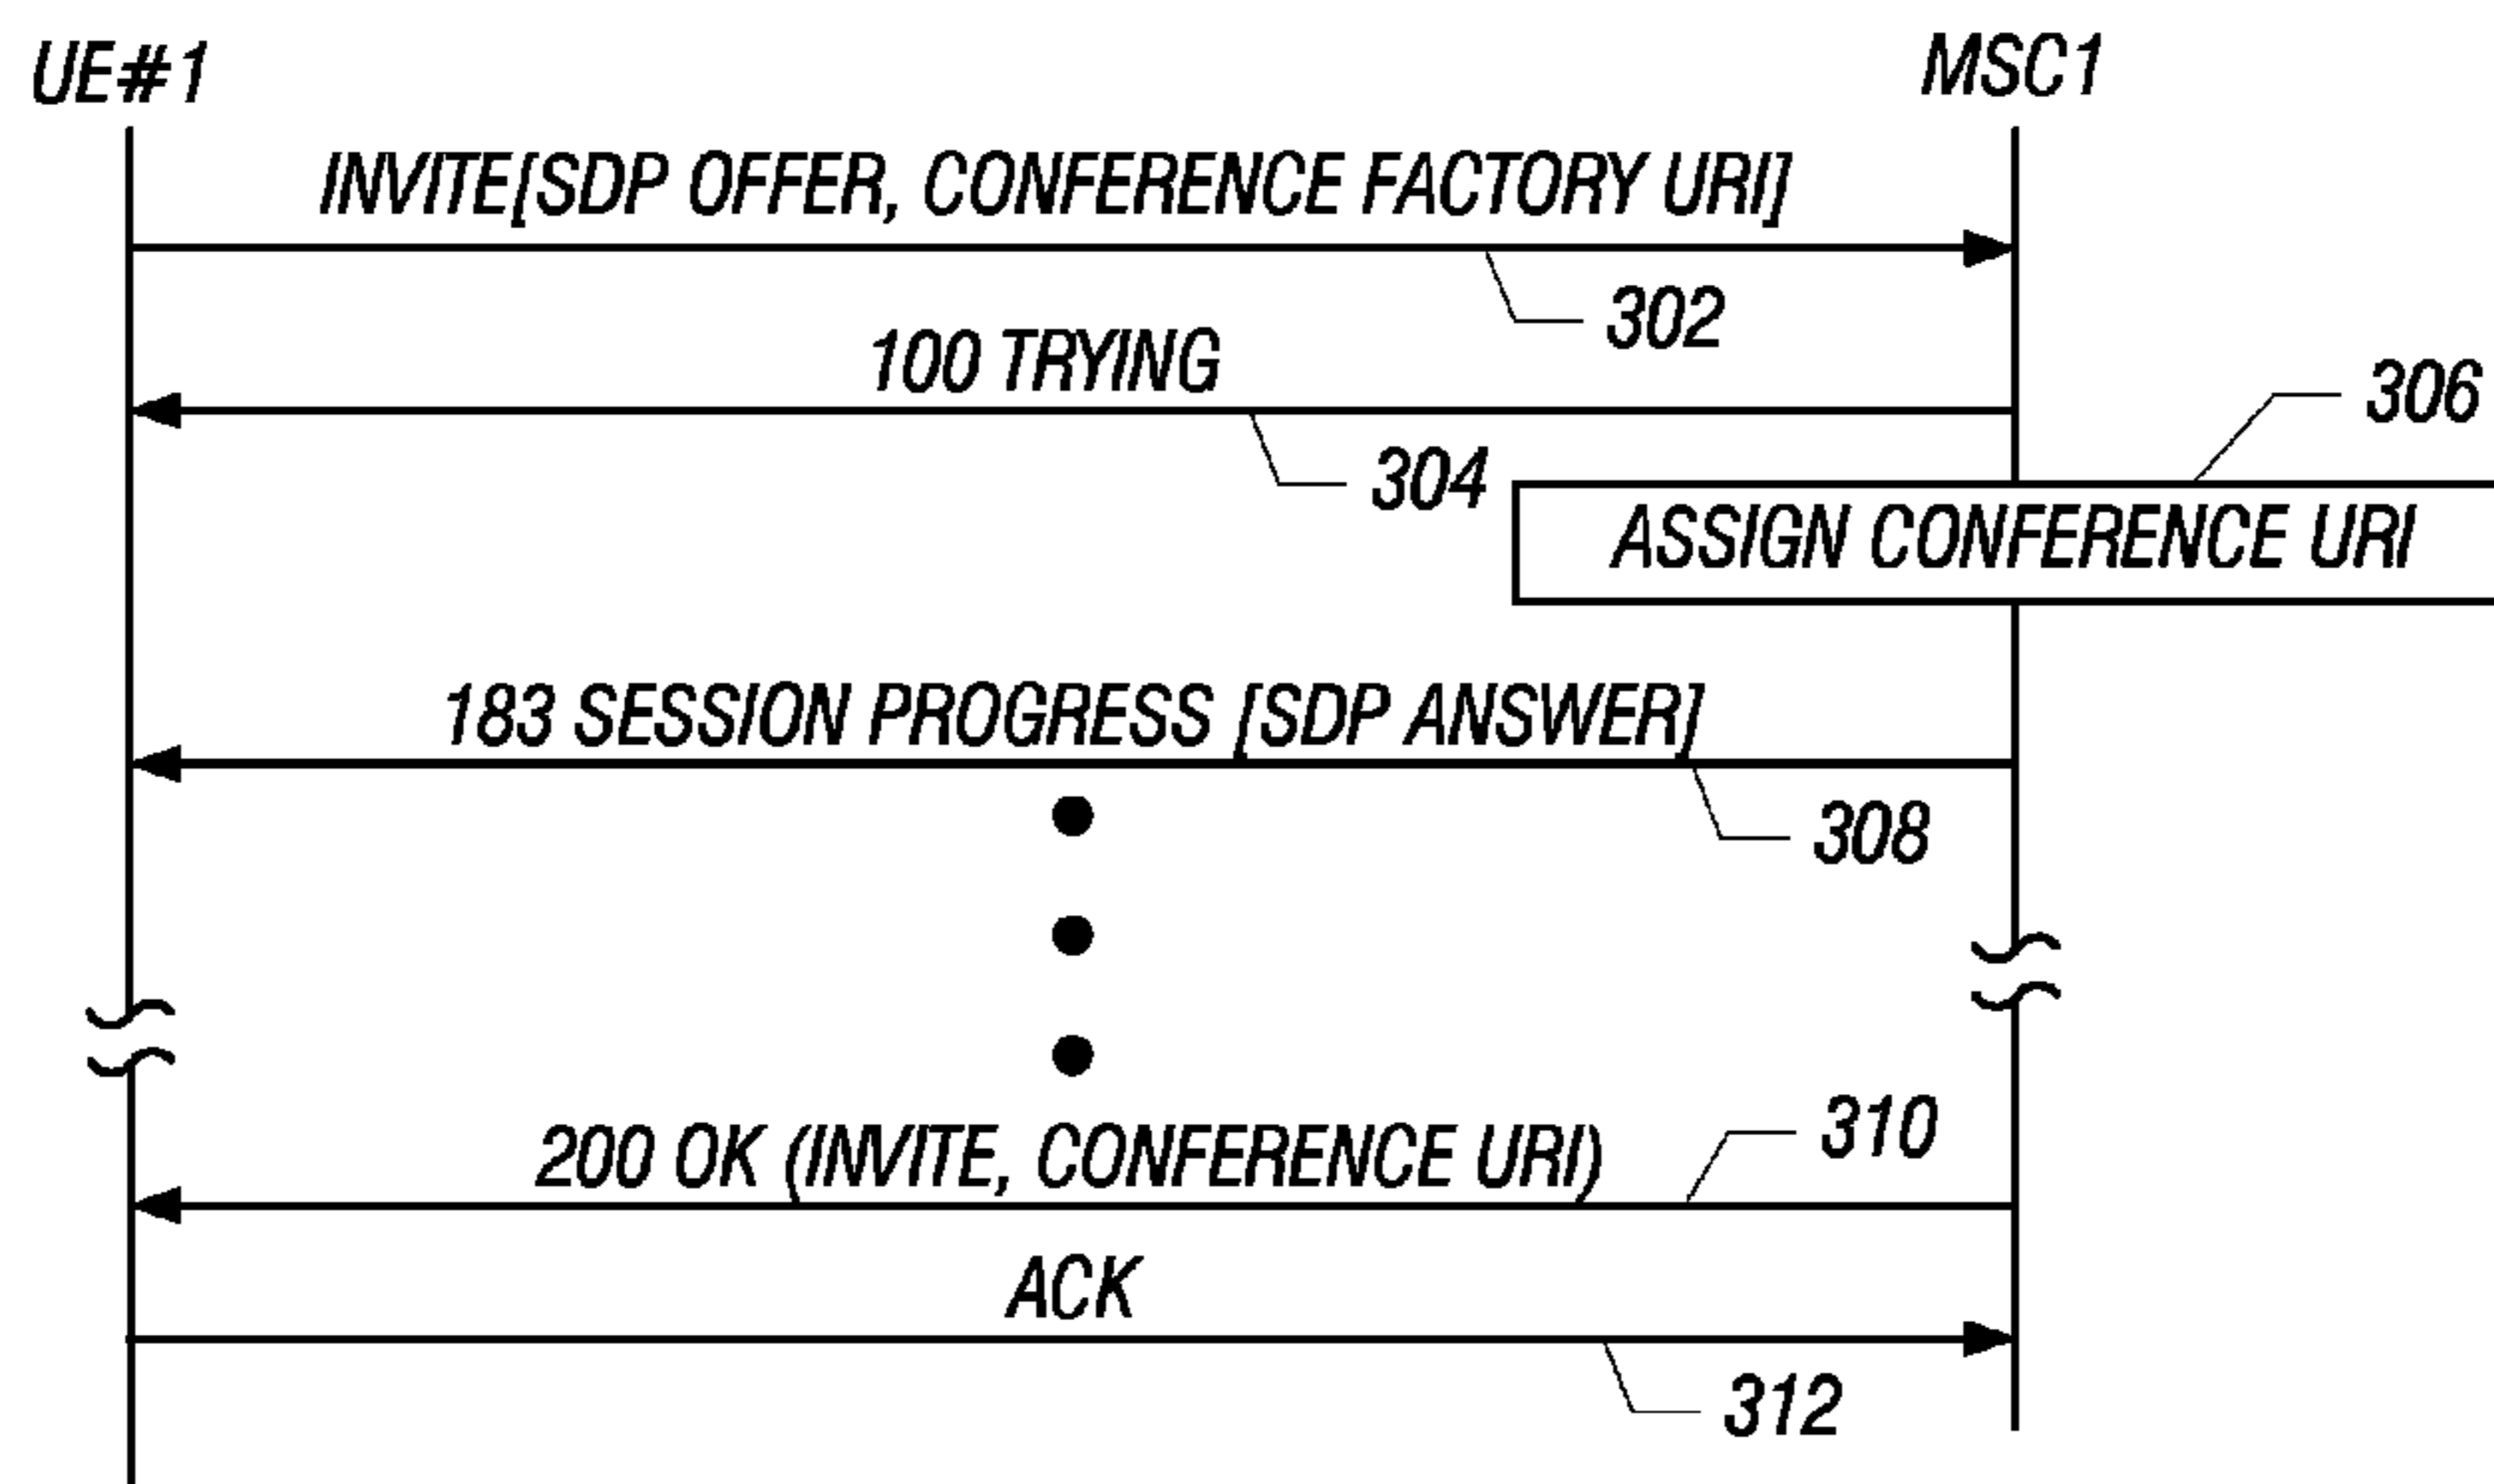 UE#1
MSC1
INVITE[SDP OFFER, CONFERENCE FACTORY URI]
302
100 TRYING
306
304
ASSIGN CONFERENCE URI
183 SESSION PROGRESS [SDP ANSWER]
308
310
200 OK (INVITE, CONFERENCE URI)
ACK
312